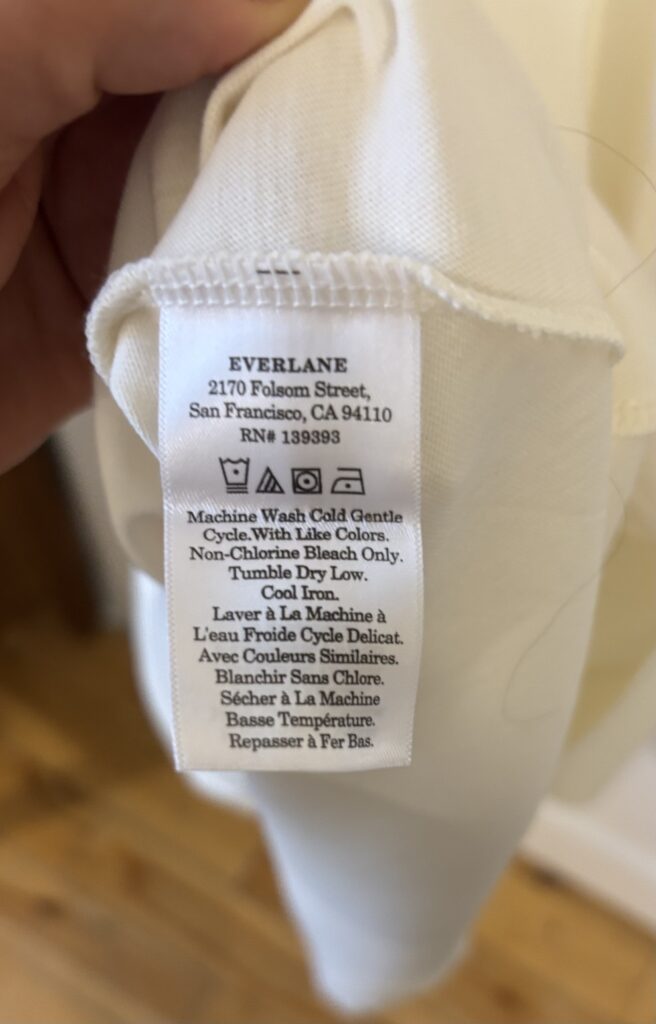 EVERLANE
2170 Folsom Street,
San Francisco, CA 94110
RN# 139393
Machine Wash Cold Gentle
Cycle.With Like Colors.
Non-Chlorine Bleach Only.
Tumble Dry Low.
Cool Iron.
Laver à La Machine à
L'eau Froide Cycle Delicat.
Avec Couleurs Similaires.
Blanchir Sans Chlore.
Sécher à La Machine
Basse Température.
Repasser à Fer Bas.